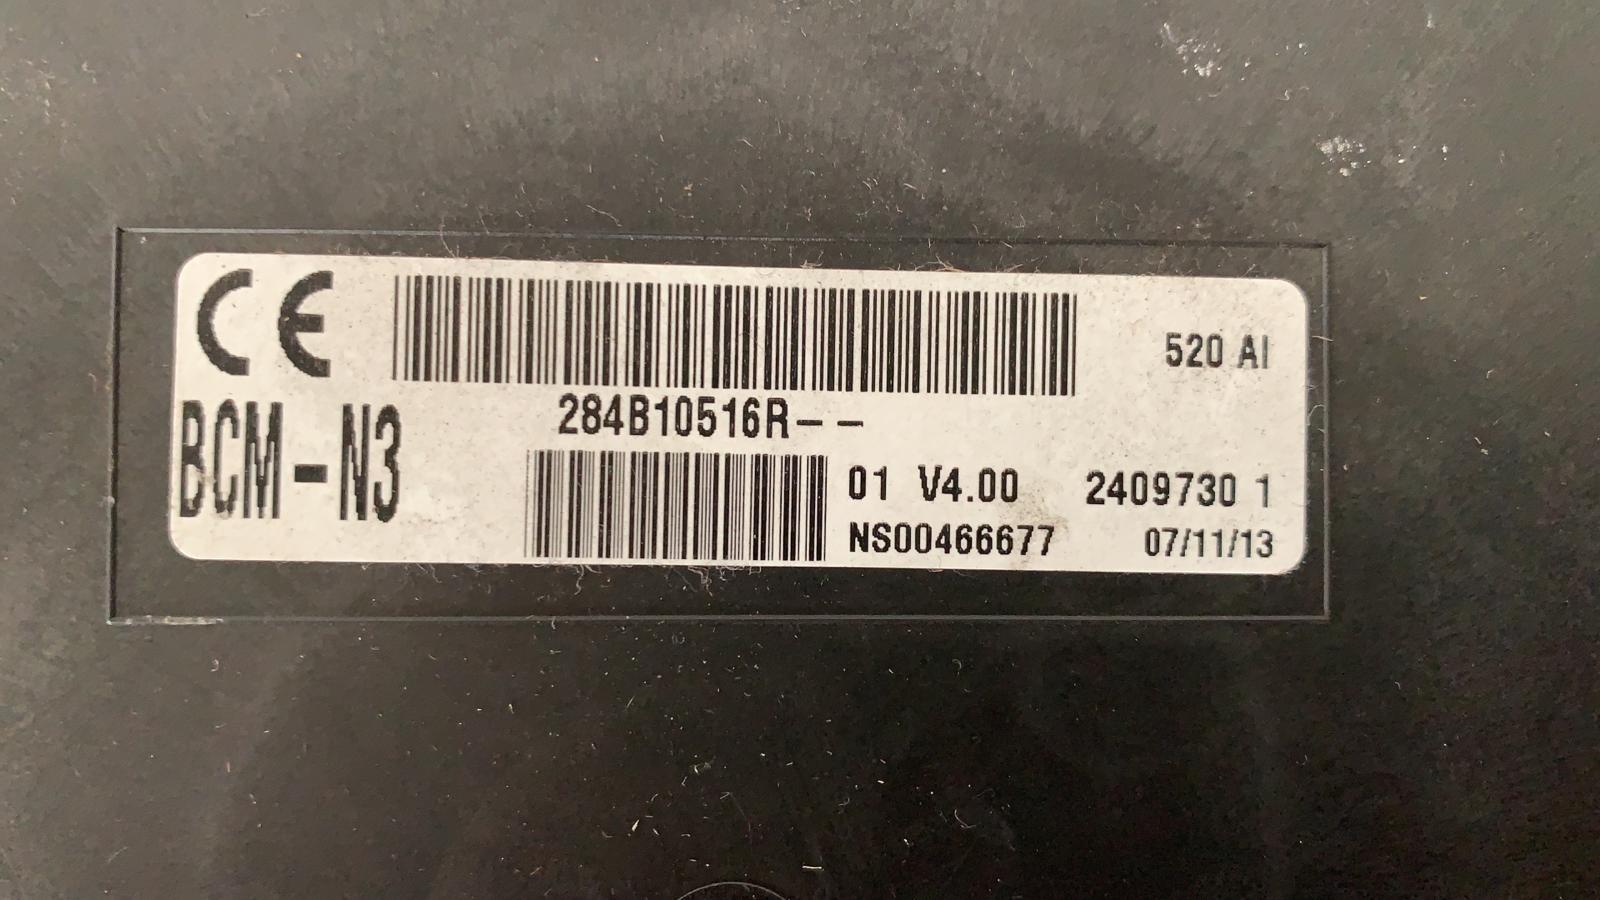 CE
520 AI
284B10516R--
BCM-N3
01 V4.00 2409730 1
NS00466677 07/11/13